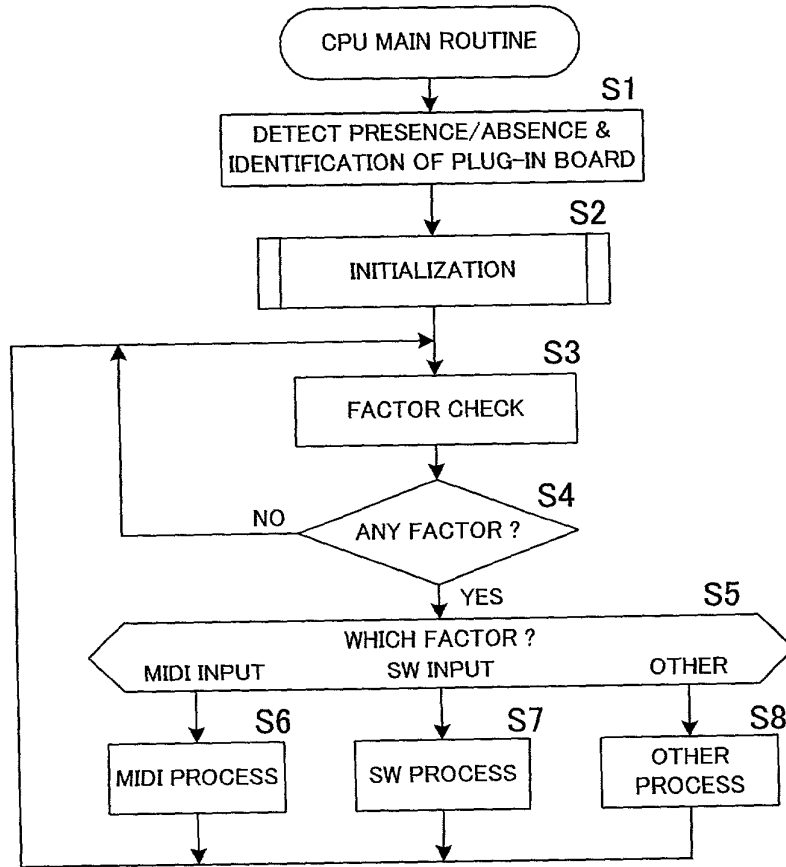 CPU MAIN ROUTINE
S1
DETECT PRESENCE/ABSENCE &
IDENTIFICATION OF PLUG-IN BOARD
S2
INITIALIZATION
S3
FACTOR CHECK
S4
NO
ANY FACTOR ?
YES
S5
WHICH FACTOR ?
MIDI INPUT
SW INPUT
OTHER
S6
S7
S8
MIDI PROCESS
SW PROCESS
OTHER
PROCESS